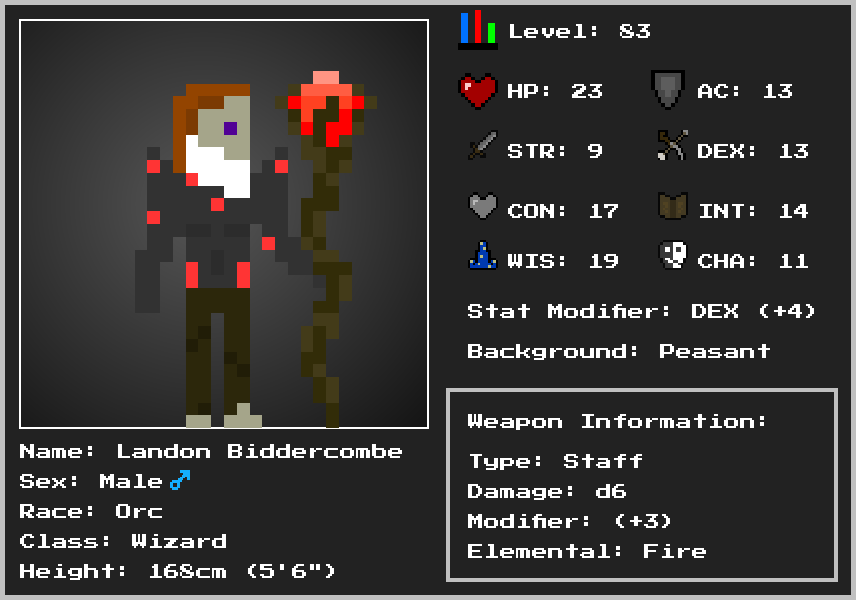 Level: 83
HP: 23
AC: 13
STR: 9
DEX: 13
CON: 17
INT: 14
WIS: 19
CHA: 11
Stat Modifier: DEX (+4)
Background: Peasant
Weapon Information:
Type: Staff
Damage: d6
Modifier: (+3)
Elemental: Fire
Name: Landon Biddercombe
Sex: Male♂
Race: Orc
Class: Wizard
Height: 168cm (5'6")